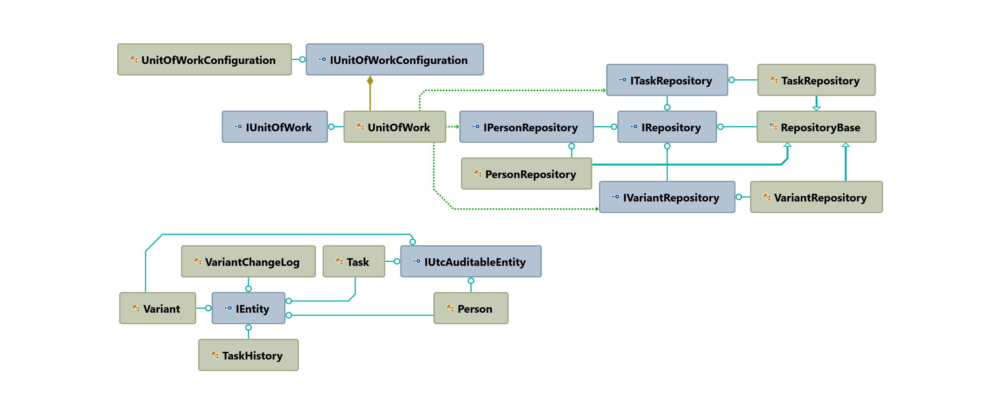 UnitOfWorkConfiguration
IUnitOfWorkConfiguration
ITaskRepository
TaskRepository
IUnitOfWork
UnitOfWork
IPersonRepository
IRepository
RepositoryBase
PersonRepository
IVariantRepository
VariantRepository
VariantChangeLog
Task
IUtcAuditableEntity
Variant
IEntity
Person
TaskHistory